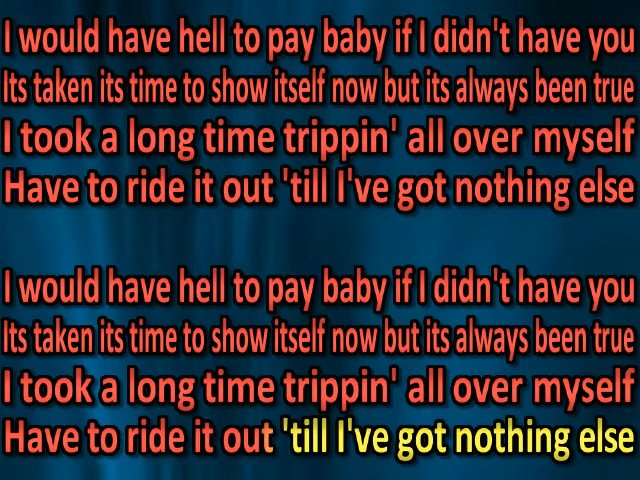 I would have hell to pay baby if I didn't have you
Its taken its time to show itself now but its always been true
I took a long time trippin' all over myself
Have to ride it out 'till I've got nothing else
I would have hell to pay baby if I didn't have you
Its taken its time to show itself now but its always been true
I took a long time trippin' all over myself
Have to ride it out 'till I've got nothing else